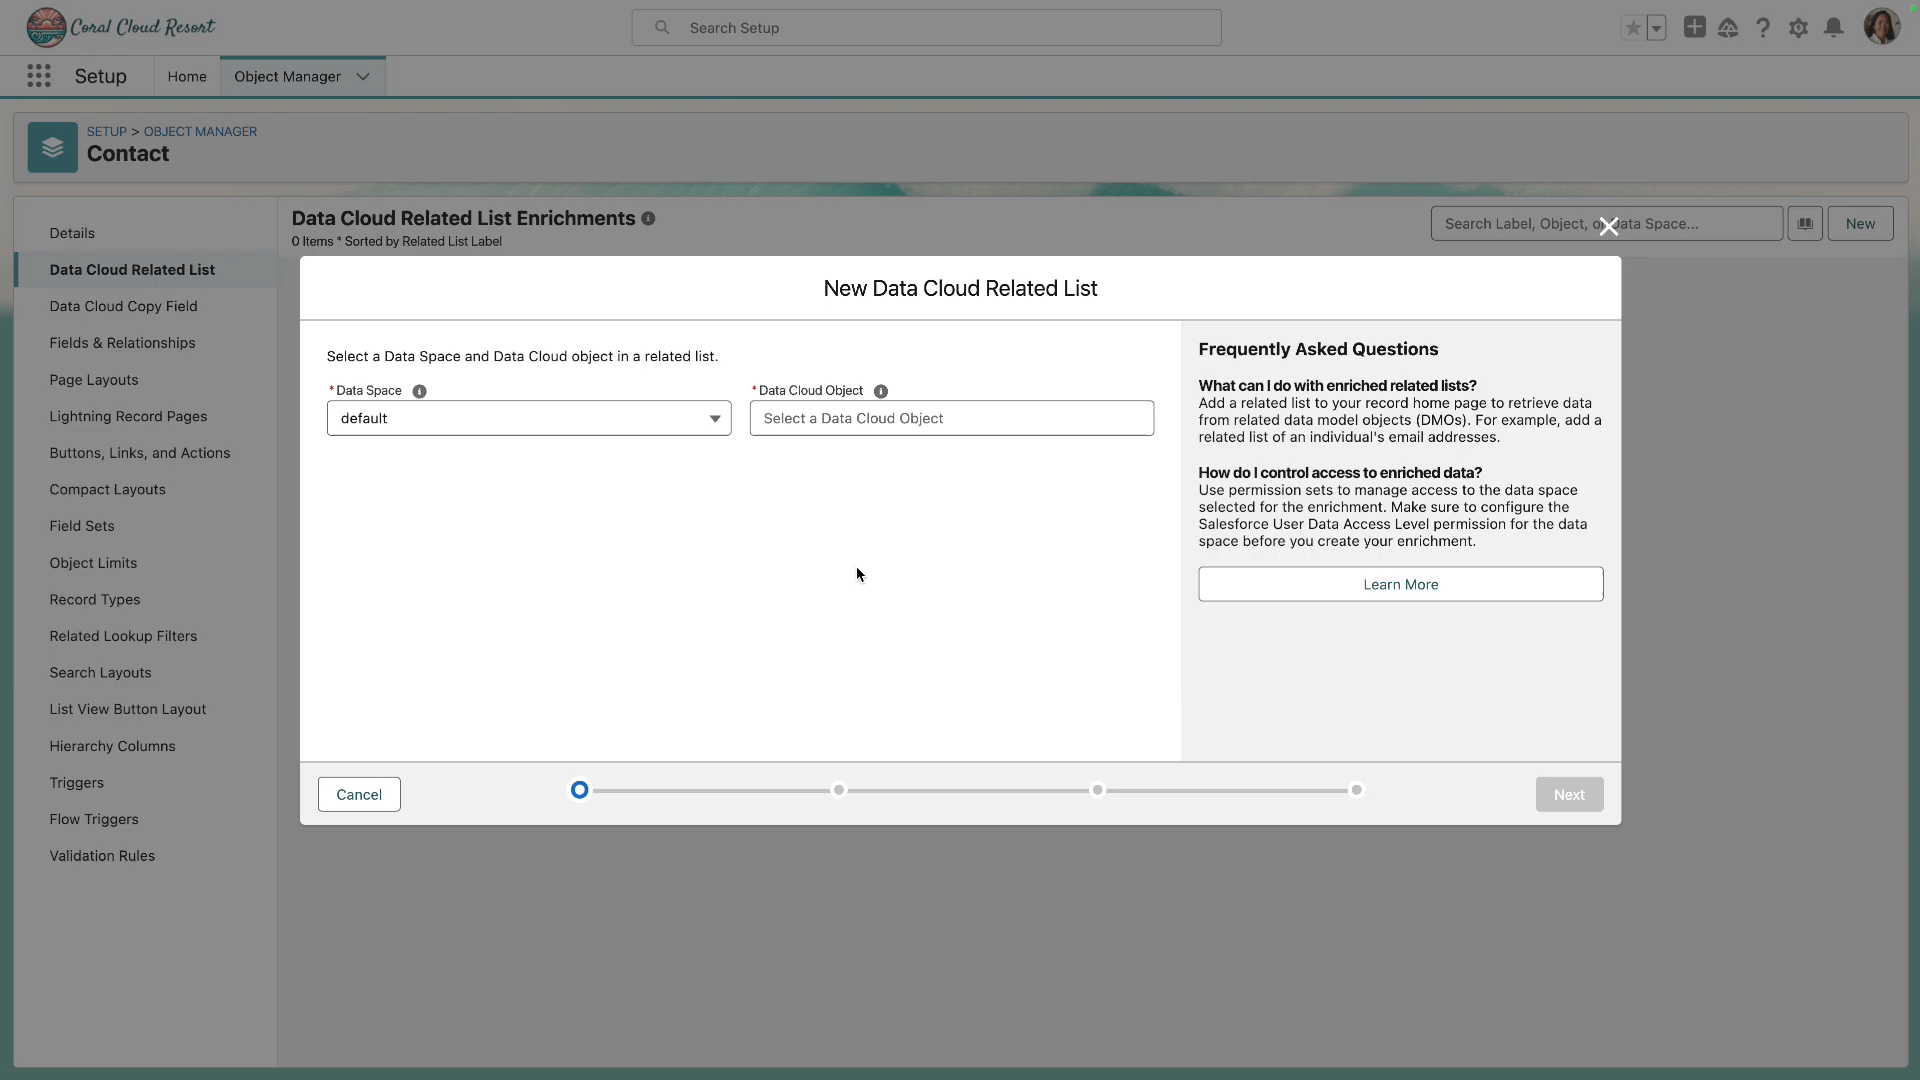 Coral Cloud Resort
Search Setup
Setup
Home
Object Manager
SETUP > OBJECT MANAGER
Contact
Details
Data Cloud Related List
Data Cloud Copy Field
Fields & Relationships
Page Layouts
Lightning Record Pages
Buttons, Links, and Actions
Compact Layouts
Field Sets
Object Limits
Record Types
Related Lookup Filters
Search Layouts
List View Button Layout
Hierarchy Columns
Triggers
Flow Triggers
Validation Rules
Data Cloud Related List Enrichments
0 Items * Sorted by Related List Label
Search Label, Object, or Data Space...
New
New Data Cloud Related List
Select a Data Space and Data Cloud object in a related list.
* Data Space
default
* Data Cloud Object
Select a Data Cloud Object
Frequently Asked Questions
What can I do with enriched related lists?
Add a related list to your record home page to retrieve data
from related data model objects (DMOs). For example, add a
related list of an individual's email addresses.
How do I control access to enriched data?
Use permission sets to manage access to the data space
selected for the enrichment. Make sure to configure the
Salesforce User Data Access Level permission for the data
space before you create your enrichment.
Learn More
Cancel
Next